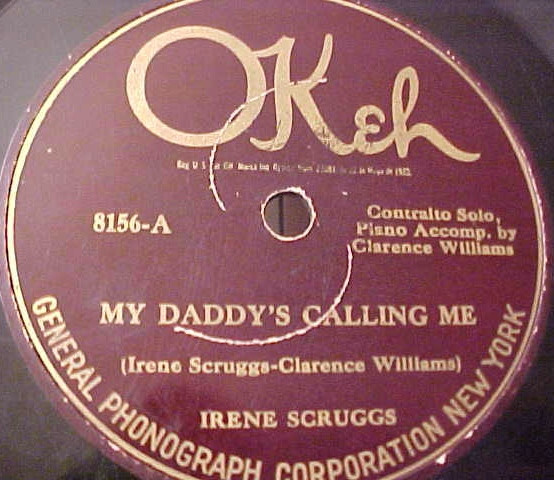 OKeh
8156-A
Contralto Solo,
Piano Accomp. by
Clarence Williams
MY DADDY'S CALLING ME
(Irene Scruggs-Clarence Williams)
IRENE SCRUGGS
GENERAL PHONOGRAPH CORPORATION NEW YORK